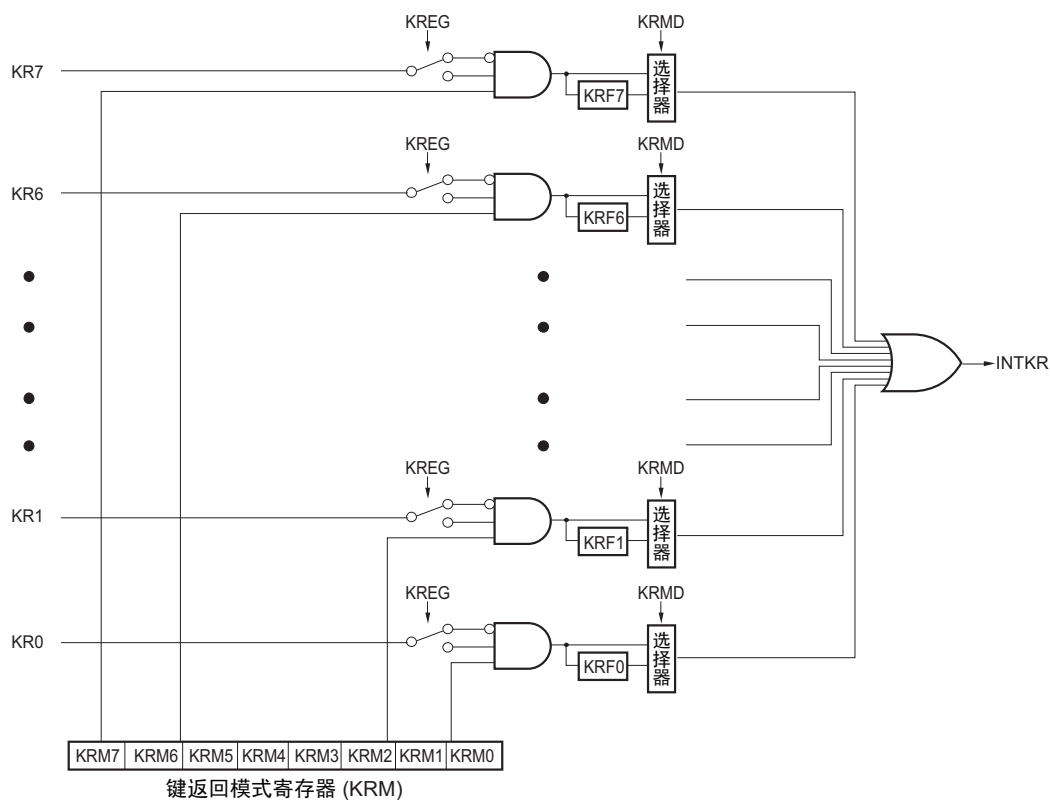 KREG KRMD
KR7 KRF7 选择器
KREG KRMD
KR6 KRF6 选择器
INTKR
KREG KRMD
KR1 KRF1 选择器
KREG KRMD
KR0 KRF0 选择器
KRM7 KRM6 KRM5 KRM4 KRM3 KRM2 KRM1 KRM0
键返回模式寄存器 (KRM)